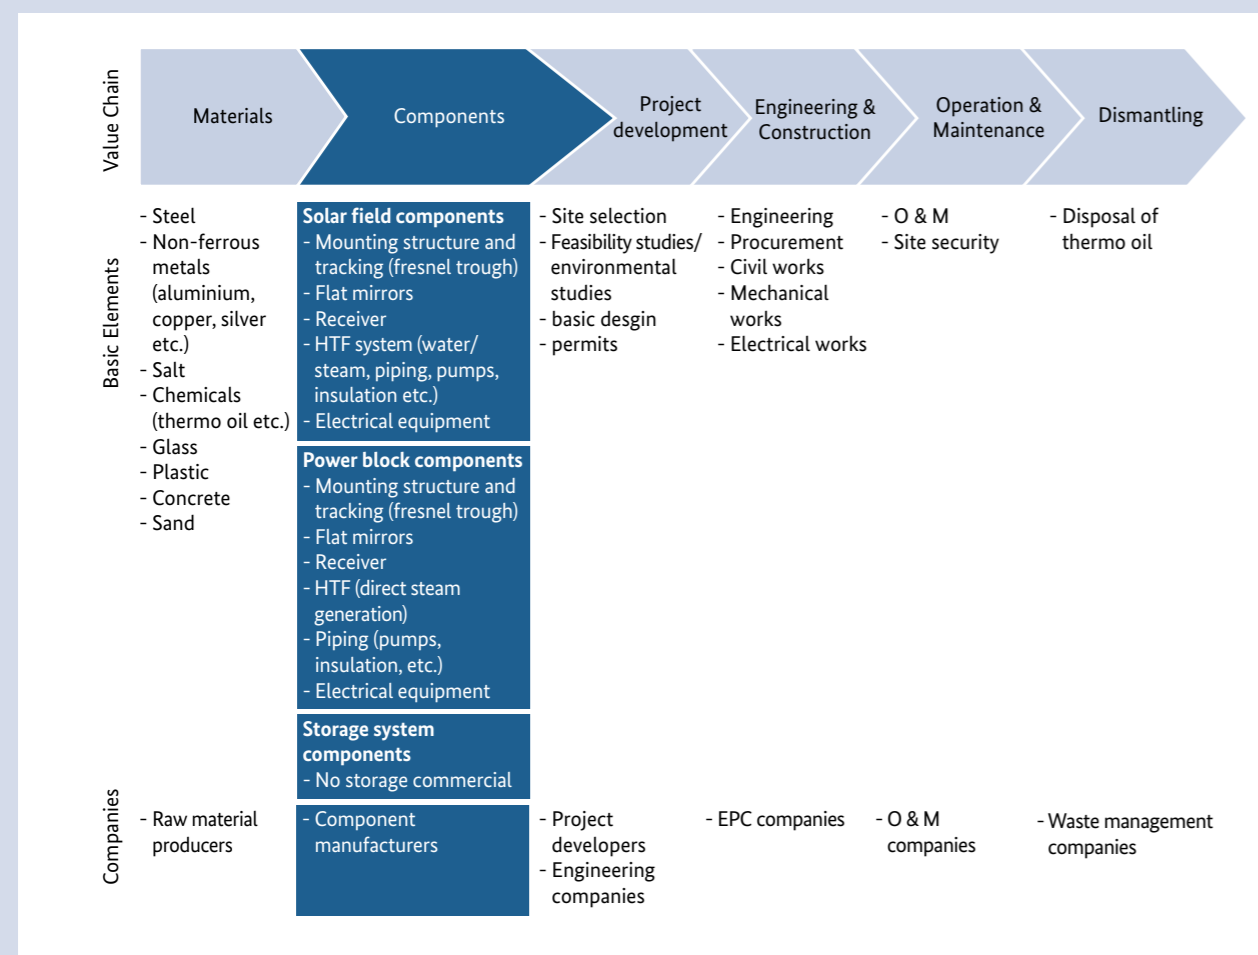 Value Chain
Materials
Components
Project
development
Engineering &
Construction
Operation &
Maintenance
Dismantling
Basic Elements
- Steel
- Non-ferrous
metals
(aluminium,
copper, silver
etc.)
- Salt
- Chemicals
(thermo oil etc.)
- Glass
- Plastic
- Concrete
- Sand
Solar field components
- Mounting structure and
tracking (fresnel trough)
- Flat mirrors
- Receiver
- HTF system (water/
steam, piping, pumps,
insulation etc.)
- Electrical equipment
Power block components
- Mounting structure and
tracking (fresnel trough)
- Flat mirrors
- Receiver
- HTF (direct steam
generation)
- Piping (pumps,
insulation, etc.)
- Electrical equipment
Storage system
components
- No storage commercial
- Site selection
- Feasibility studies/
environmental
studies
- basic desgin
- permits
- Engineering
- Procurement
- Civil works
- Mechanical
works
- Electrical works
- O & M
- Site security
- Disposal of
thermo oil
Companies
- Raw material
producers
- Component
manufacturers
- Project
developers
- Engineering
companies
- EPC companies
- O & M
companies
- Waste management
companies